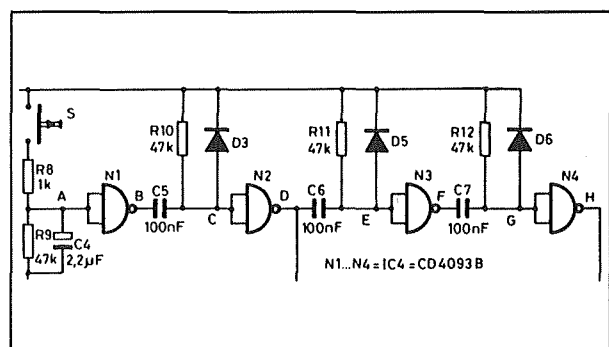 S
R8
1k
A
R9
47k
C4
2,2µF
N1
B
C5
100nF
R10
47k
D3
C
N2
D
C6
100nF
R11
47k
D5
E
N3
F
C7
100nF
R12
47k
D6
G
N4
H
N1...N4=IC4=CD4093B